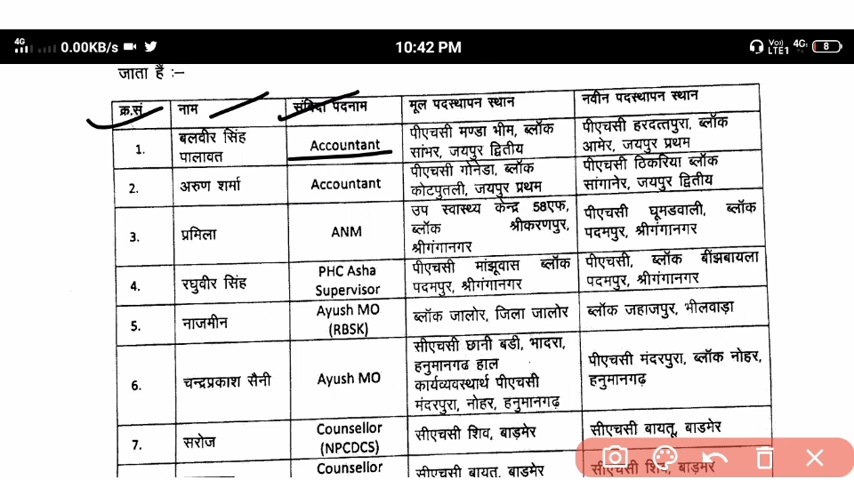 4G 0.00KB/s 10:42 PM Vo) LTE1 4G 8
जाता हैं :–
क्र.सं नाम संविदा पदनाम मूल पदस्थापन स्थान नवीन पदस्थापन स्थान
1. बलवीर सिंह पालावत Accountant पीएचसी मण्डा भीम, ब्लॉक सांभर, जयपुर द्वितीय पीएचसी हरदत्तपुरा, ब्लॉक आमेर, जयपुर प्रथम
2. अरुण शर्मा Accountant पीएचसी गोनेडा, ब्लॉक कोटपुतली, जयपुर प्रथम पीएचसी ठिकरिया ब्लॉक सांगानेर, जयपुर द्वितीय
3. प्रमिला ANM उप स्वास्थ्य केन्द्र 58एफ, ब्लॉक श्रीकरणपुर, श्रीगंगानगर पीएचसी घूमडवाली, ब्लॉक पदमपुर, श्रीगंगानगर
4. रघुवीर सिंह PHC Asha Supervisor पीएचसी मांझूवास ब्लॉक पदमपुर, श्रीगंगानगर पीएचसी, ब्लॉक बींझबायला पदमपुर, श्रीगंगानगर
5. नाजमीन Ayush MO (RBSK) ब्लॉक जालोर, जिला जालोर ब्लॉक जहाजपुर, भीलवाड़ा
6. चन्द्रप्रकाश सैनी Ayush MO सीएचसी छानी बडी, भादरा, हनुमानगढ हाल कार्यव्यवस्थार्थ पीएचसी मंदरपुरा, नोहर, हनुमानगढ़ पीएचसी मंदरपुरा, ब्लॉक नोहर, हनुमानगढ़
7. सरोज Counsellor (NPCDCS) सीएचसी शिव, बाड़मेर सीएचसी बायतू, बाडमेर
Counsellor सीएचसी बायतु, बाडमेर सीएचसी शिव, बाड़मेर